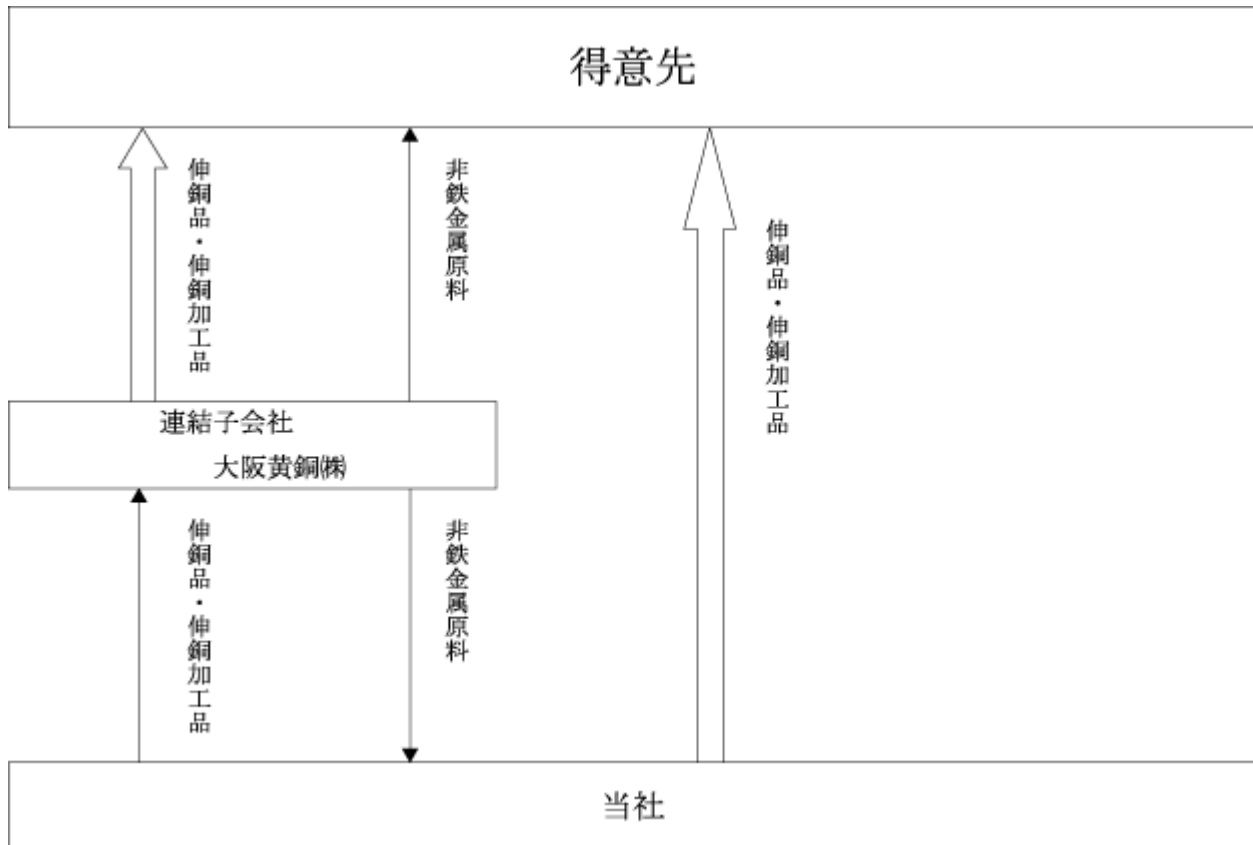 得意先
伸銅品・伸銅加工品
非鉄金属原料
伸銅品・伸銅加工品
連結子会社
大阪黄銅㈱
伸銅品・伸銅加工品
非鉄金属原料
当社